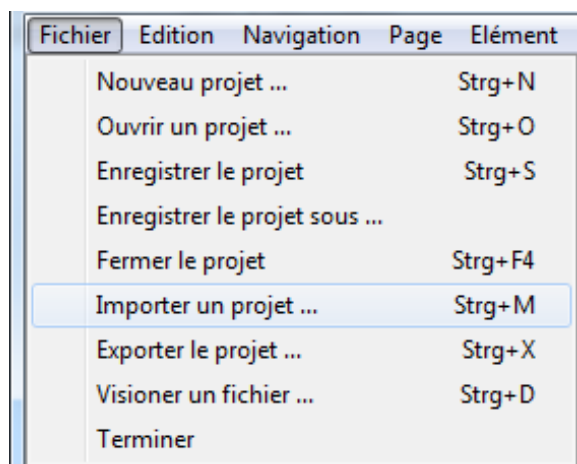 Fichier Edition Navigation Page Elément
Nouveau projet ... Strg+N
Ouvrir un projet ... Strg+O
Enregistrer le projet Strg+S
Enregistrer le projet sous ...
Fermer le projet Strg+F4
Importer un projet ... Strg+M
Exporter le projet ... Strg+X
Visioner un fichier ... Strg+D
Terminer